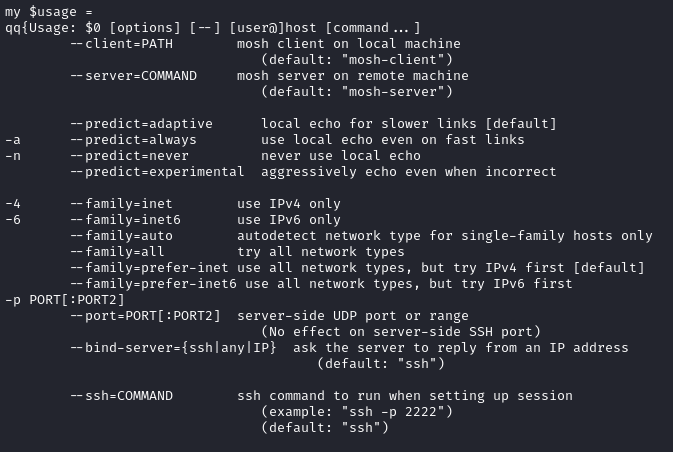 my $usage =
qq{Usage: $0 [options] [--] [user@]host [command...]
        --client=PATH        mosh client on local machine
                                (default: "mosh-client")
        --server=COMMAND     mosh server on remote machine
                                (default: "mosh-server")

        --predict=adaptive      local echo for slower links [default]
-a      --predict=always        use local echo even on fast links
-n      --predict=never         never use local echo
        --predict=experimental  aggressively echo even when incorrect

-4      --family=inet        use IPv4 only
-6      --family=inet6       use IPv6 only
        --family=auto        autodetect network type for single-family hosts only
        --family=all         try all network types
        --family=prefer-inet use all network types, but try IPv4 first [default]
        --family=prefer-inet6 use all network types, but try IPv6 first
-p PORT[:PORT2]
        --port=PORT[:PORT2]  server-side UDP port or range
                                (No effect on server-side SSH port)
        --bind-server={ssh|any|IP}  ask the server to reply from an IP address
                                       (default: "ssh")

        --ssh=COMMAND        ssh command to run when setting up session
                                (example: "ssh -p 2222")
                                (default: "ssh")